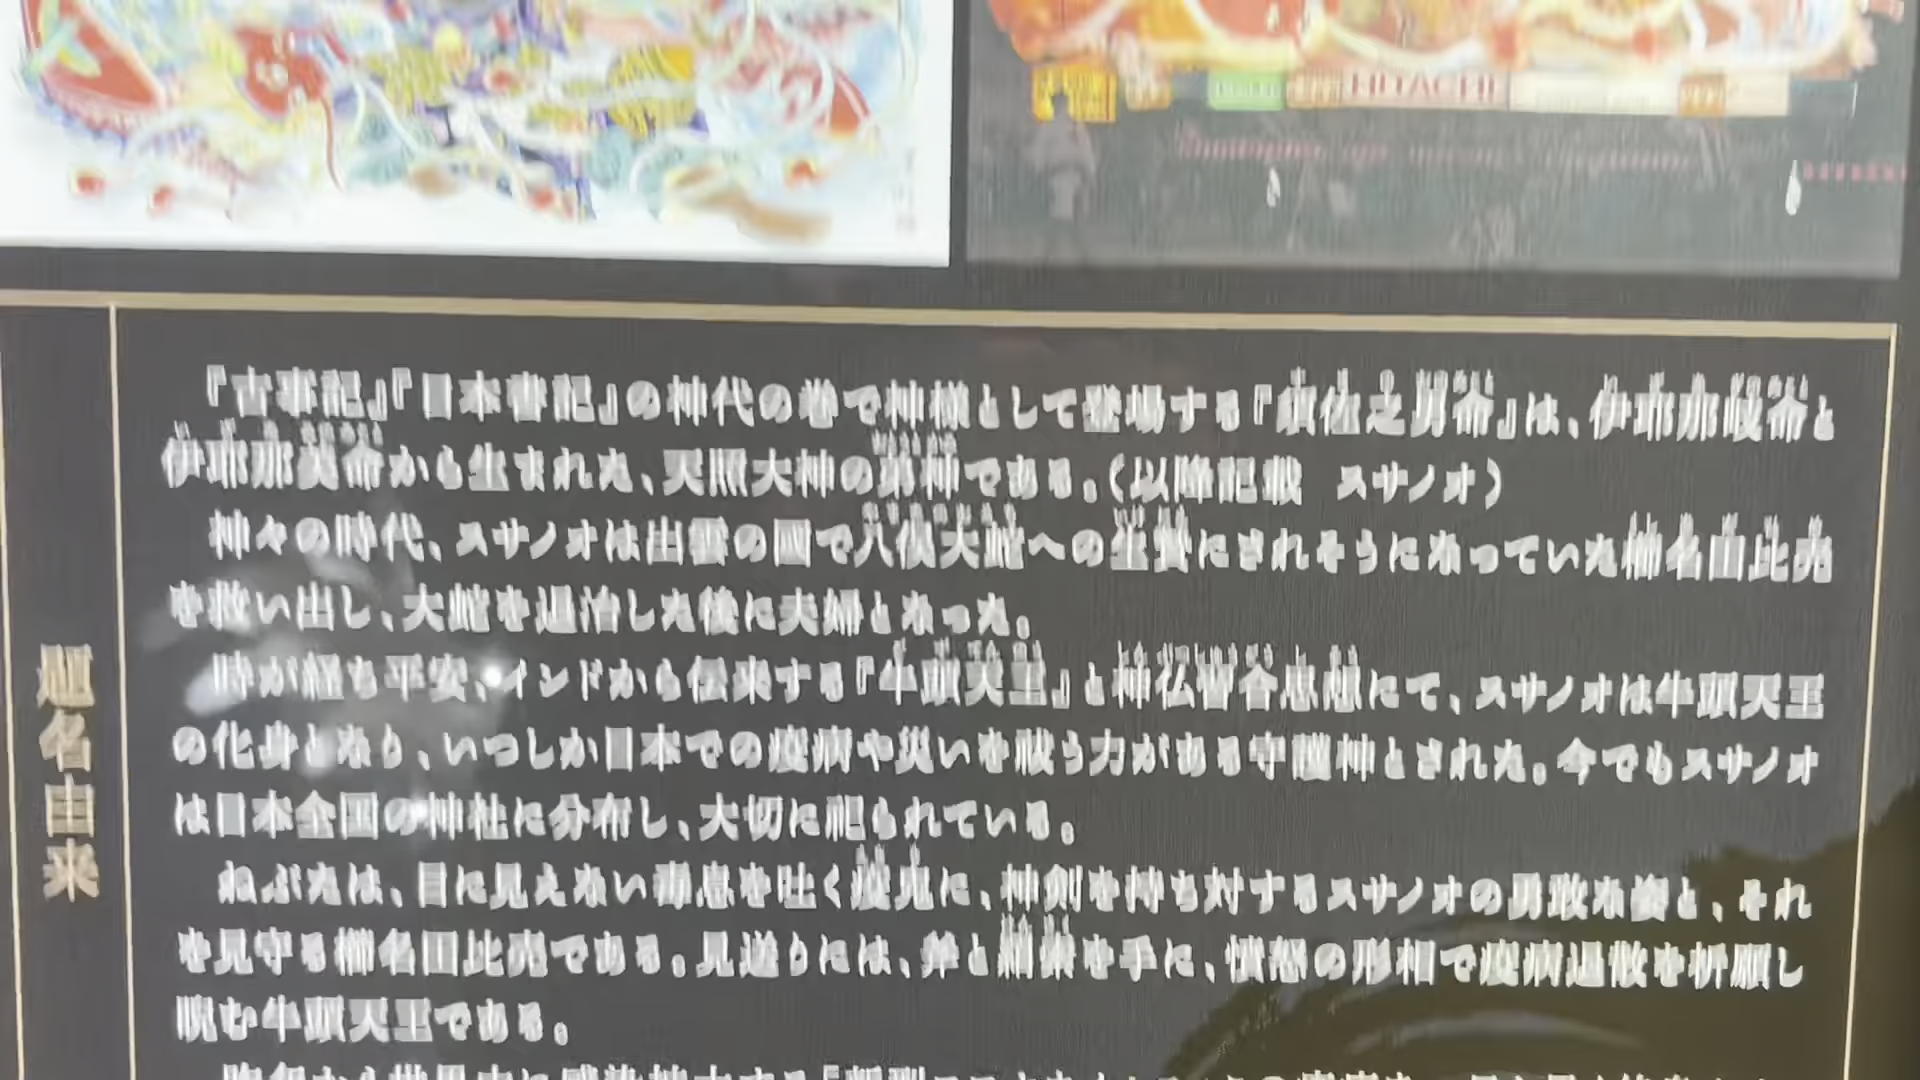 HITACHI
題名由来
『古事記』『日本書記』の神代の巻で神様として登場する『須佐之男命』は、伊耶那岐命と
伊耶那美命から生まれた、天照大神の弟神である。(以降記載 スサノオ)
神々の時代、スサノオは出雲の国で八俣大蛇への生贄にされそうになっていた櫛名田比売
を救い出し、大蛇を退治した後に夫婦となった。
時が経ち平安、インドから伝来する『牛頭天王』と神仏習合思想にて、スサノオは牛頭天王
の化身となり、いつしか日本での疫病や災いを祓う力がある守護神とされた。今でもスサノオ
は日本全国の神社に分布し、大切に祀られている。
ねぶたは、目に見えない毒息を吐く疫鬼に、神剣を持ち対するスサノオの勇敢な姿と、それ
を見守る櫛名田比売である。見送りには、斧と羂索を手に、憤怒の形相で疫病退散を祈願し
睨む牛頭天王である。